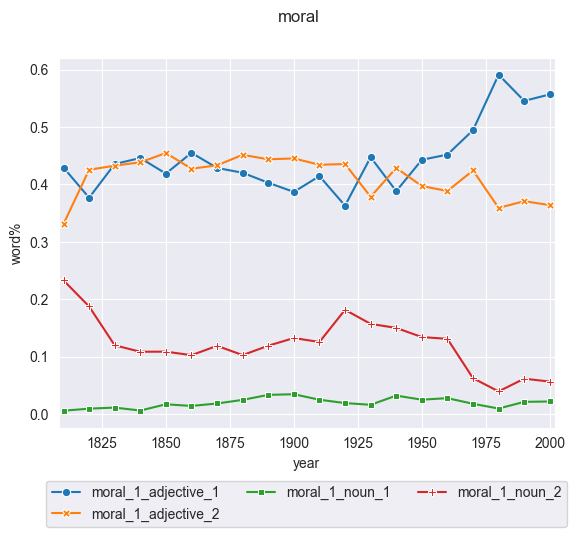 moral
0.6
0.5
0.4
0.3
0.2
0.1
0.0
word%
1825 1850 1875 1900 1925 1950 1975 2000
year
moral_1_adjective_1 moral_1_noun_1 moral_1_noun_2
moral_1_adjective_2